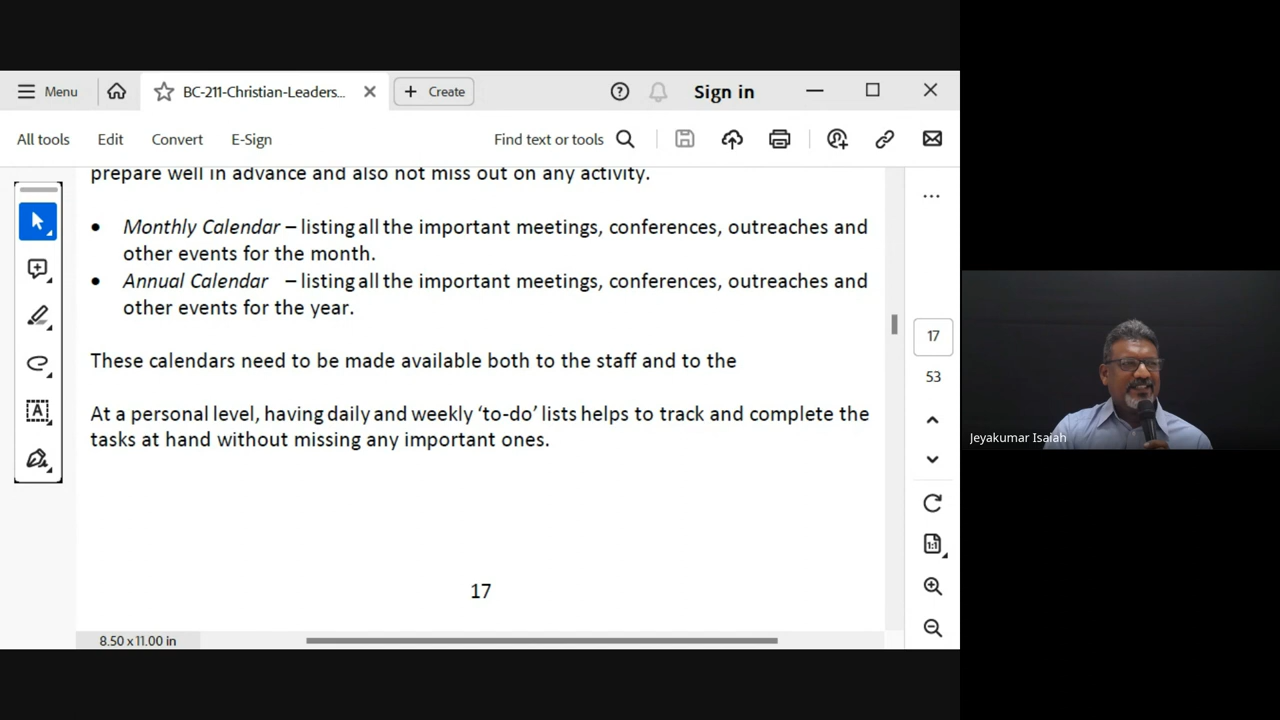 Menu
BC-211-Christian-Leaders...
Create
Sign in
All tools
Edit
Convert
E-Sign
Find text or tools
prepare well in advance and also not miss out on any activity.
• Monthly Calendar – listing all the important meetings, conferences, outreaches and
other events for the month.
• Annual Calendar – listing all the important meetings, conferences, outreaches and
other events for the year.
These calendars need to be made available both to the staff and to the
At a personal level, having daily and weekly ‘to-do’ lists helps to track and complete the
tasks at hand without missing any important ones.
17
8.50 x 11.00 in
17
53
1:1
Jeyakumar Isaiah